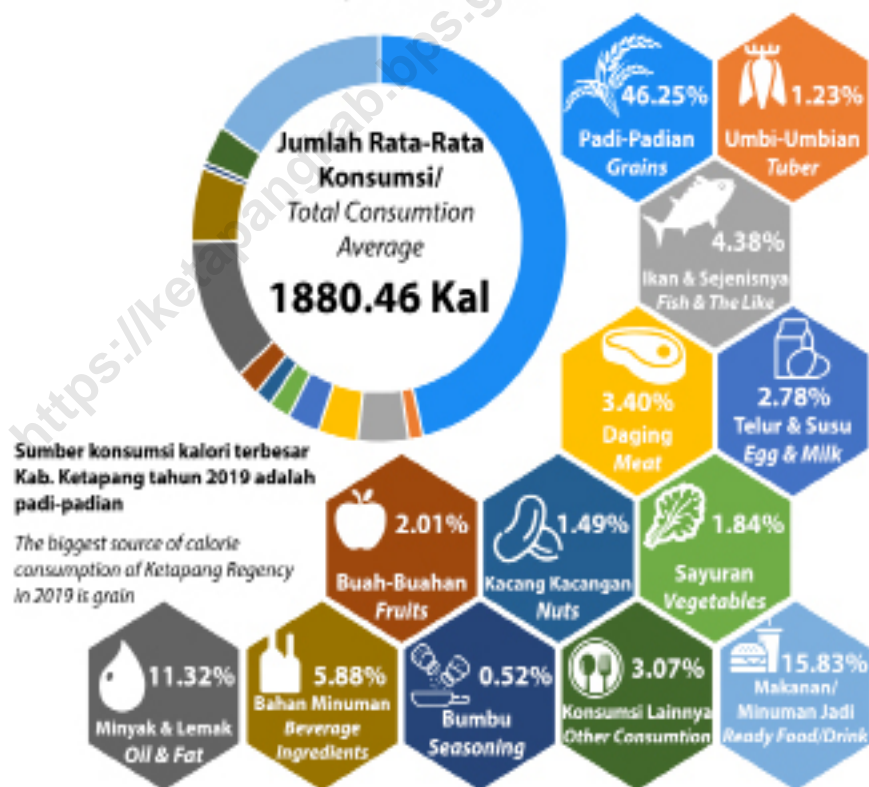 https://ketapangkab.bps.g
Jumlah Rata-Rata
Konsumsi/
Total Consumtion
Average
1880.46 Kal
46.25%
Padi-Padian
Grains
1.23%
Umbi-Umbian
Tuber
4.38%
Ikan & Sejenisnya
Fish & The Like
3.40%
Daging
Meat
2.78%
Telur & Susu
Egg & Milk
Sumber konsumsi kalori terbesar
Kab. Ketapang tahun 2019 adalah
padi-padian
The biggest source of calorie
consumption of Ketapang Regency
in 2019 is grain
2.01%
Buah-Buahan
Fruits
1.49%
Kacang Kacangan
Nuts
1.84%
Sayuran
Vegetables
11.32%
Minyak & Lemak
Oil & Fat
5.88%
Bahan Minuman
Beverage
Ingredients
0.52%
Bumbu
Seasoning
3.07%
Konsumsi Lainnya
Other Consumtion
15.83%
Makanan/
Minuman Jadi
Ready Food/Drink